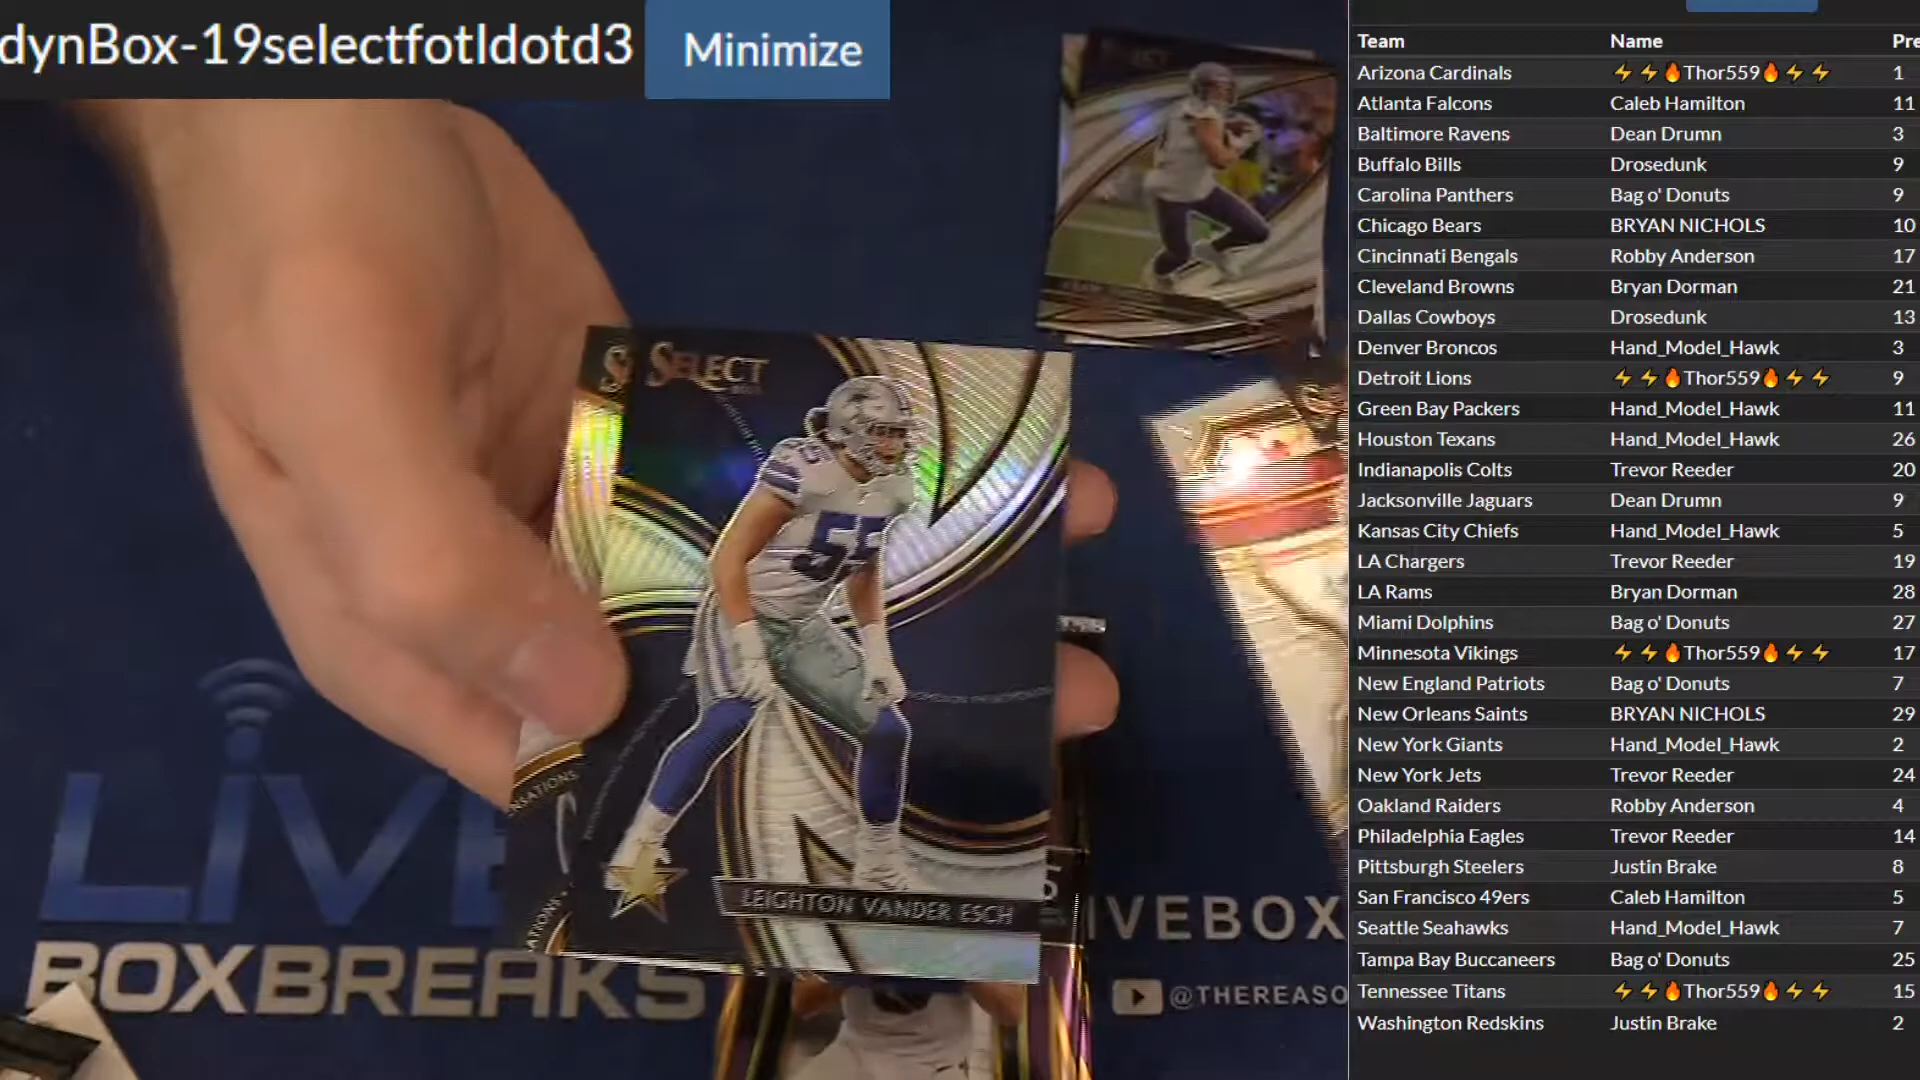 dynBox-19selectfotldotd3 Minimize
SELECT
55
LEIGHTON VANDER ESCH
LIVE
BOXBREAKS
IVEBOX
@THEREASO
Team Name Pre
Arizona Cardinals ⚡⚡🔥Thor559🔥⚡⚡ 1
Atlanta Falcons Caleb Hamilton 11
Baltimore Ravens Dean Drumn 3
Buffalo Bills Drosedunk 9
Carolina Panthers Bag o' Donuts 9
Chicago Bears BRYAN NICHOLS 10
Cincinnati Bengals Robby Anderson 17
Cleveland Browns Bryan Dorman 21
Dallas Cowboys Drosedunk 13
Denver Broncos Hand_Model_Hawk 3
Detroit Lions ⚡⚡🔥Thor559🔥⚡⚡ 9
Green Bay Packers Hand_Model_Hawk 11
Houston Texans Hand_Model_Hawk 26
Indianapolis Colts Trevor Reeder 20
Jacksonville Jaguars Dean Drumn 9
Kansas City Chiefs Hand_Model_Hawk 5
LA Chargers Trevor Reeder 19
LA Rams Bryan Dorman 28
Miami Dolphins Bag o' Donuts 27
Minnesota Vikings ⚡⚡🔥Thor559🔥⚡⚡ 17
New England Patriots Bag o' Donuts 7
New Orleans Saints BRYAN NICHOLS 29
New York Giants Hand_Model_Hawk 2
New York Jets Trevor Reeder 24
Oakland Raiders Robby Anderson 4
Philadelphia Eagles Trevor Reeder 14
Pittsburgh Steelers Justin Brake 8
San Francisco 49ers Caleb Hamilton 5
Seattle Seahawks Hand_Model_Hawk 7
Tampa Bay Buccaneers Bag o' Donuts 25
Tennessee Titans ⚡⚡🔥Thor559🔥⚡⚡ 15
Washington Redskins Justin Brake 2